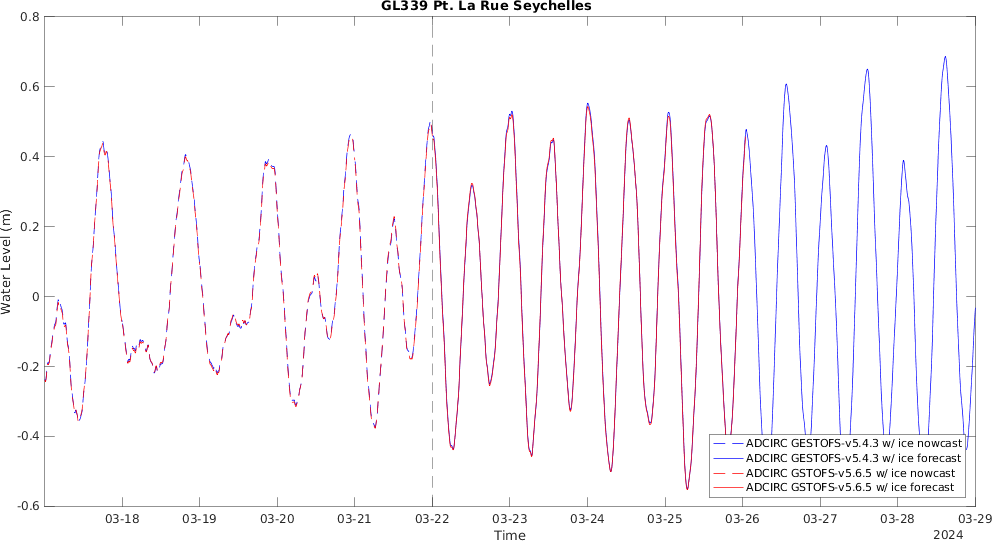 GL339 Pt. La Rue Seychelles
0.8
0.6
0.4
0.2
0
-0.2
-0.4
-0.6
Water Level (m)
ADCIRC GESTOFS-v5.4.3 w/ ice nowcast
ADCIRC GESTOFS-v5.4.3 w/ ice forecast
ADCIRC GSTOFS-v5.6.5 w/ ice nowcast
ADCIRC GSTOFS-v5.6.5 w/ ice forecast
03-18 03-19 03-20 03-21 03-22 03-23 03-24 03-25 03-26 03-27 03-28 03-29
Time
2024